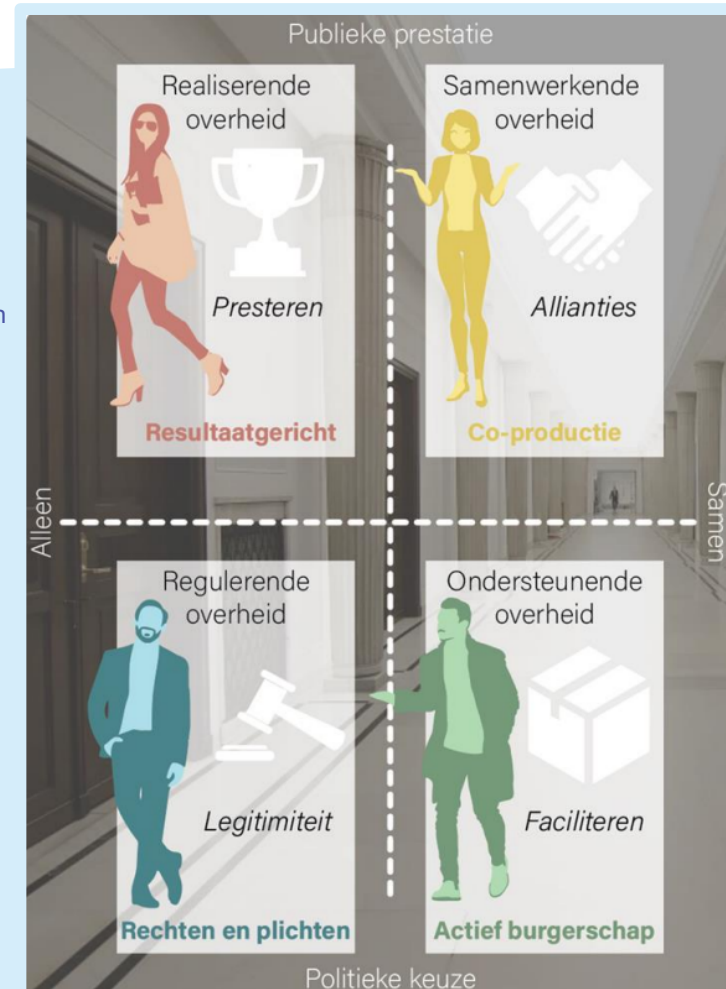 Publieke prestatie
Realiserende
overheid
Presteren
Resultaatgericht
Samenwerkende
overheid
Allianties
Co-productie
Alleen
Samen
Regulerende
overheid
Legitimiteit
Rechten en plichten
Ondersteunende
overheid
Faciliteren
Actief burgerschap
Politieke keuze